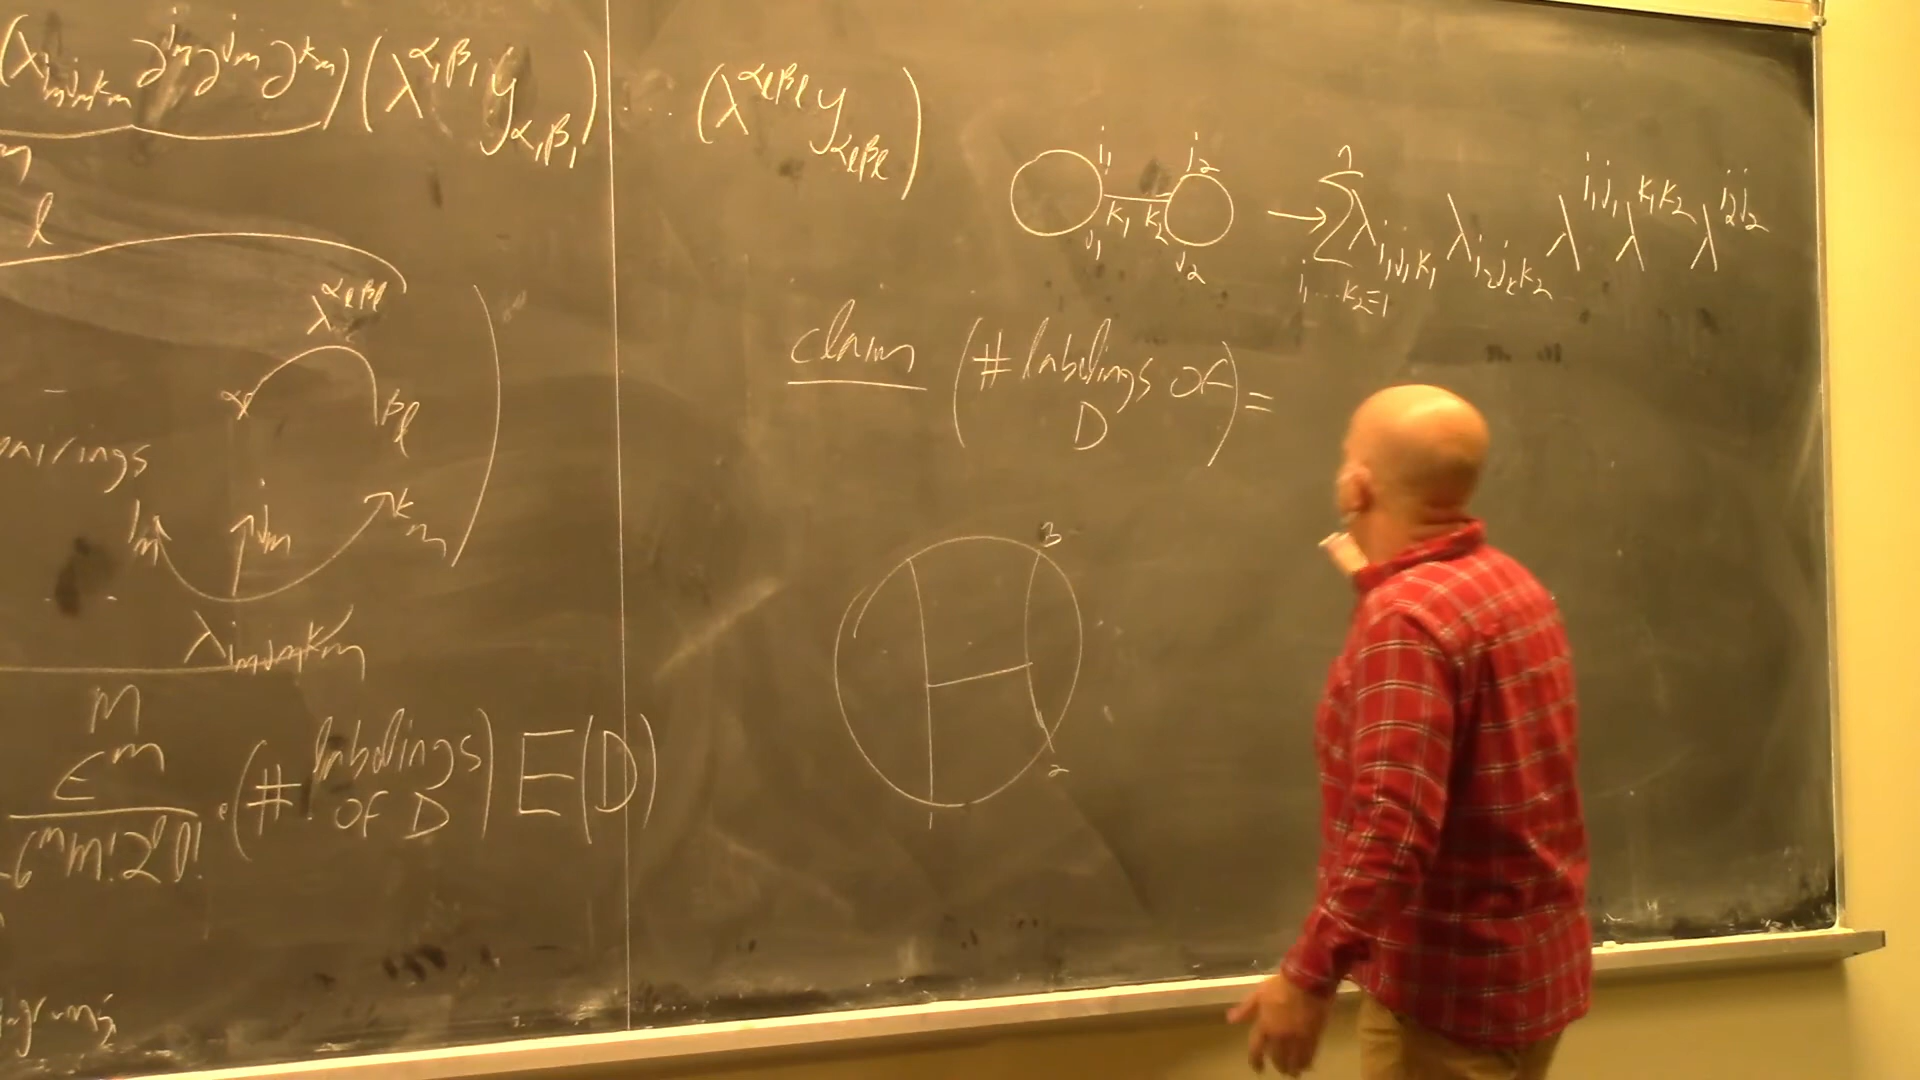 (λ_{i_m j_m k_m} ∂^{i_m} ∂^{j_m} ∂^{k_m}) (λ^{α_1 β_1} y_{α_1 β_1}) ... (λ^{α_ℓ β_ℓ} y_{α_ℓ β_ℓ})
m
ℓ
λ^{α_ℓ β_ℓ}
α β_ℓ
pairings
i_m j_m k_m
λ_{i_m j_m k_m}
m
ε^m / 6^m m! 2^ℓ ℓ! · (# labelings of D) E(D)
i_1 i_2
k_1 k_2
j_1 j_2
→ Σ_{i_1 ... k_2 = 1}^n λ_{i_1 j_1 k_1} λ_{i_2 j_2 k_2} λ^{i_1 j_1} λ^{k_1 k_2} λ^{i_2 j_2}
claim (# labelings of D) =
3
2
1